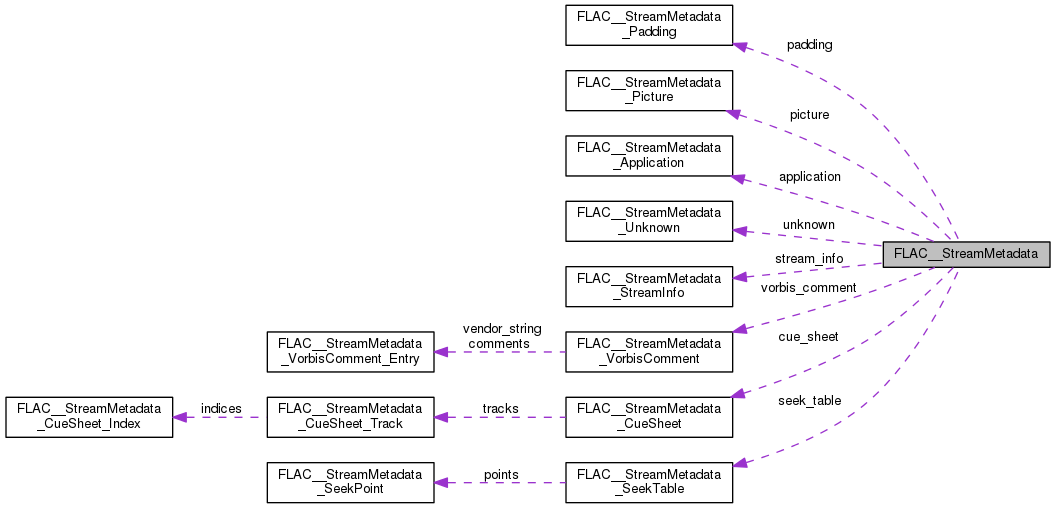 FLAC__StreamMetadata
_Padding
padding
FLAC__StreamMetadata
_Picture
picture
FLAC__StreamMetadata
_Application
application
FLAC__StreamMetadata
_Unknown
unknown
FLAC__StreamMetadata
FLAC__StreamMetadata
_StreamInfo
stream_info
vorbis_comment
FLAC__StreamMetadata
_VorbisComment_Entry
vendor_string
comments
FLAC__StreamMetadata
_VorbisComment
cue_sheet
FLAC__StreamMetadata
_CueSheet_Index
indices
FLAC__StreamMetadata
_CueSheet_Track
tracks
FLAC__StreamMetadata
_CueSheet
seek_table
FLAC__StreamMetadata
_SeekPoint
points
FLAC__StreamMetadata
_SeekTable